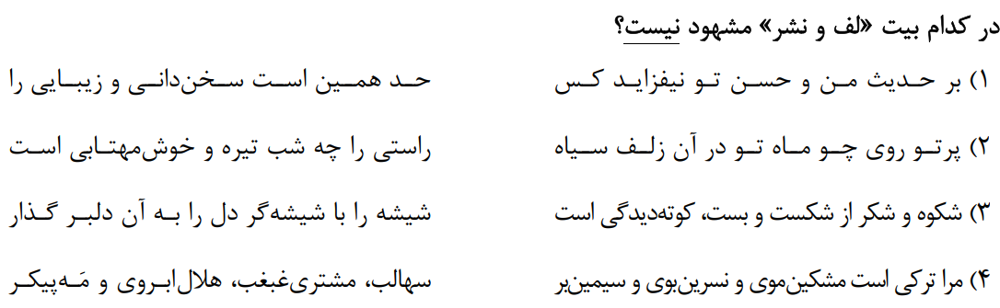 در کدام بیت «لف و نشر» مشهود نیست؟
۱) بر حدیث من و حسن تو نیفزاید کس حد همین است سخن‌دانی و زیبایی را
۲) پرتو روی چو ماه تو در آن زلف سیاه راستی را چه شب تیره و خوش‌مهتابی است
۳) شکوه و شکر از شکست و بست، کوته‌دیدگی است شیشه را با شیشه‌گر دل را به آن دلبر گذار
۴) مرا ترکی است مشکین‌موی و نسرین‌بوی و سیمین‌بر سهالب، مشتری‌غبغب، هلال‌ابروی و مَه‌پیکر